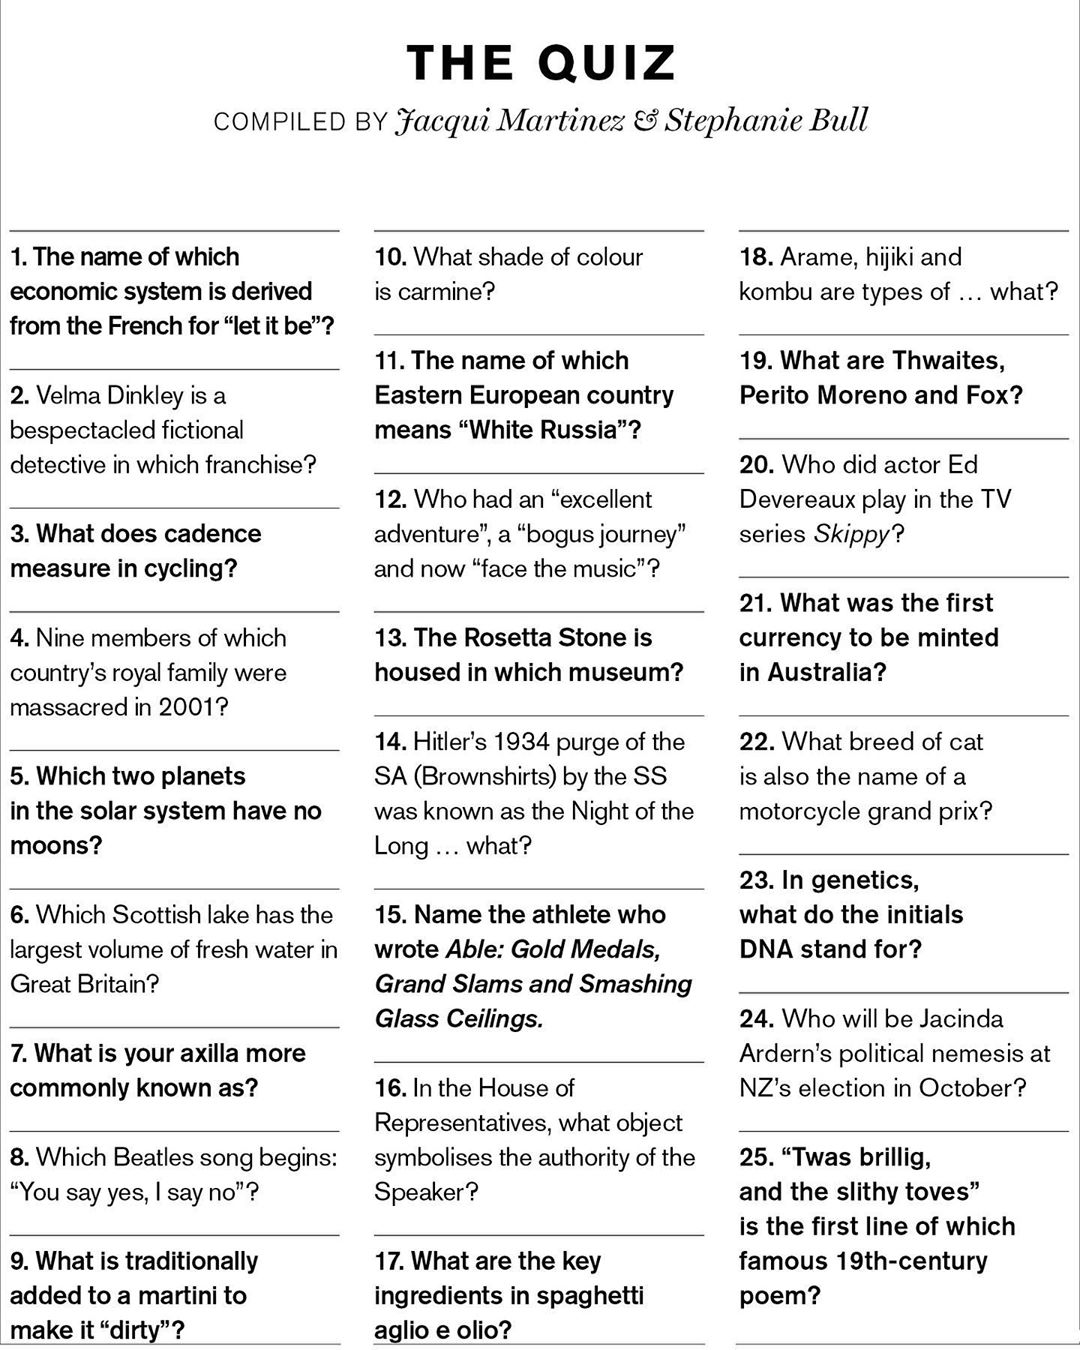 THE QUIZ
COMPILED BY Jacqui Martinez & Stephanie Bull
1. The name of which
economic system is derived
from the French for “let it be”?
2. Velma Dinkley is a
bespectacled fictional
detective in which franchise?
3. What does cadence
measure in cycling?
4. Nine members of which
country’s royal family were
massacred in 2001?
5. Which two planets
in the solar system have no
moons?
6. Which Scottish lake has the
largest volume of fresh water in
Great Britain?
7. What is your axilla more
commonly known as?
8. Which Beatles song begins:
“You say yes, I say no”?
9. What is traditionally
added to a martini to
make it “dirty”?
10. What shade of colour
is carmine?
11. The name of which
Eastern European country
means “White Russia”?
12. Who had an “excellent
adventure”, a “bogus journey”
and now “face the music”?
13. The Rosetta Stone is
housed in which museum?
14. Hitler’s 1934 purge of the
SA (Brownshirts) by the SS
was known as the Night of the
Long … what?
15. Name the athlete who
wrote Able: Gold Medals,
Grand Slams and Smashing
Glass Ceilings.
16. In the House of
Representatives, what object
symbolises the authority of the
Speaker?
17. What are the key
ingredients in spaghetti
aglio e olio?
18. Arame, hijiki and
kombu are types of … what?
19. What are Thwaites,
Perito Moreno and Fox?
20. Who did actor Ed
Devereaux play in the TV
series Skippy?
21. What was the first
currency to be minted
in Australia?
22. What breed of cat
is also the name of a
motorcycle grand prix?
23. In genetics,
what do the initials
DNA stand for?
24. Who will be Jacinda
Ardern’s political nemesis at
NZ’s election in October?
25. “Twas brillig,
and the slithy toves”
is the first line of which
famous 19th-century
poem?